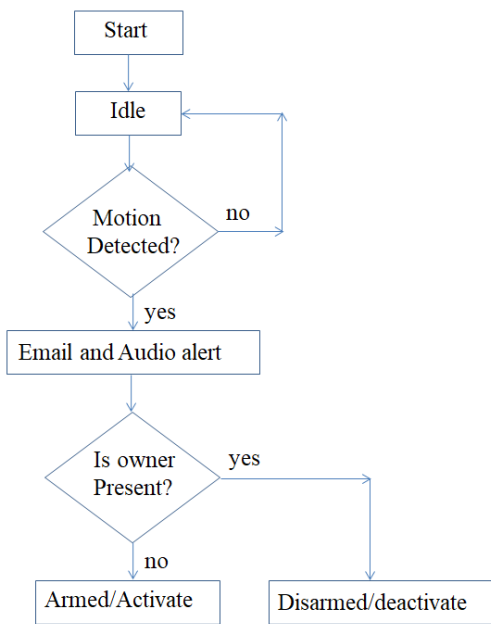 Start
Idle
Motion
Detected?
no
yes
Email and Audio alert
Is owner
Present?
yes
no
Armed/Activate
Disarmed/deactivate